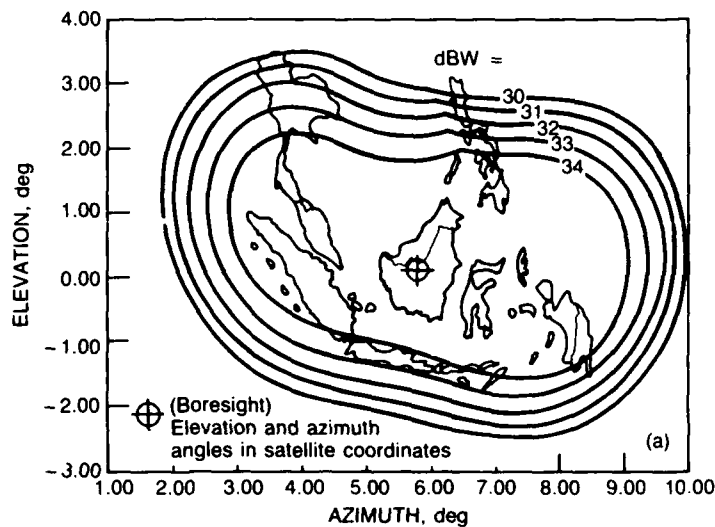 4.00
3.00
2.00
1.00
0.00
- 1.00
- 2.00
-3.00
ELEVATION, deg
dBW =
30
31
32
33
34
(Boresight)
Elevation and azimuth
angles in satellite coordinates
(a)
1.00 2.00 3.00 4.00 5.00 6.00 7.00 8.00 9.00 10.00
AZIMUTH, deg